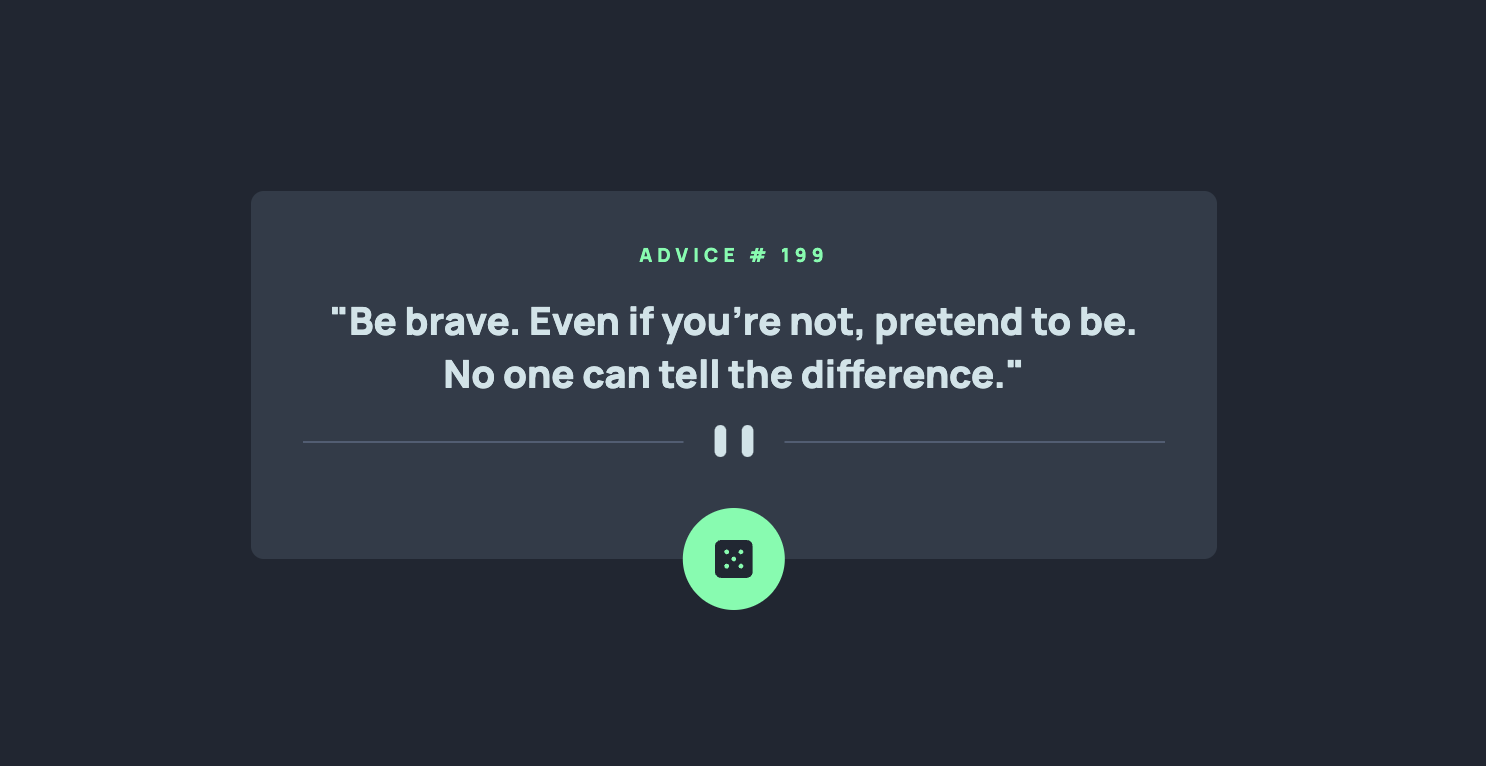 ADVICE # 199
"Be brave. Even if you’re not, pretend to be.
No one can tell the difference."